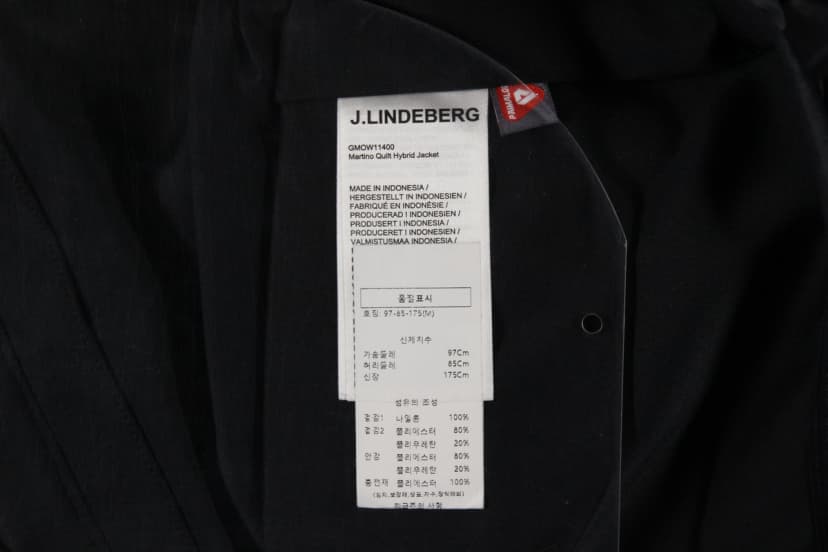 J.LINDEBERG
PRIMALOFT
GMOW11400
Martino Quilt Hybrid Jacket
MADE IN INDONESIA /
HERGESTELLT IN INDONESIEN /
FABRIQUÉ EN INDONÉSIE /
PRODUCERAD I INDONESIEN /
PRODUSERT I INDONESIA /
PRODUCERET I INDONESIEN /
VALMISTUSMAA INDONESIA /
품질표시
호칭: 97-85-175(M)
신체치수
가슴둘레 97Cm
허리둘레 85Cm
신장 175Cm
섬유의 조성
겉감1 나일론 100%
겉감2 폴리에스터 80%
폴리우레탄 20%
안감 폴리에스터 80%
폴리우레탄 20%
충전재 폴리에스터 100%
취급주의 사항